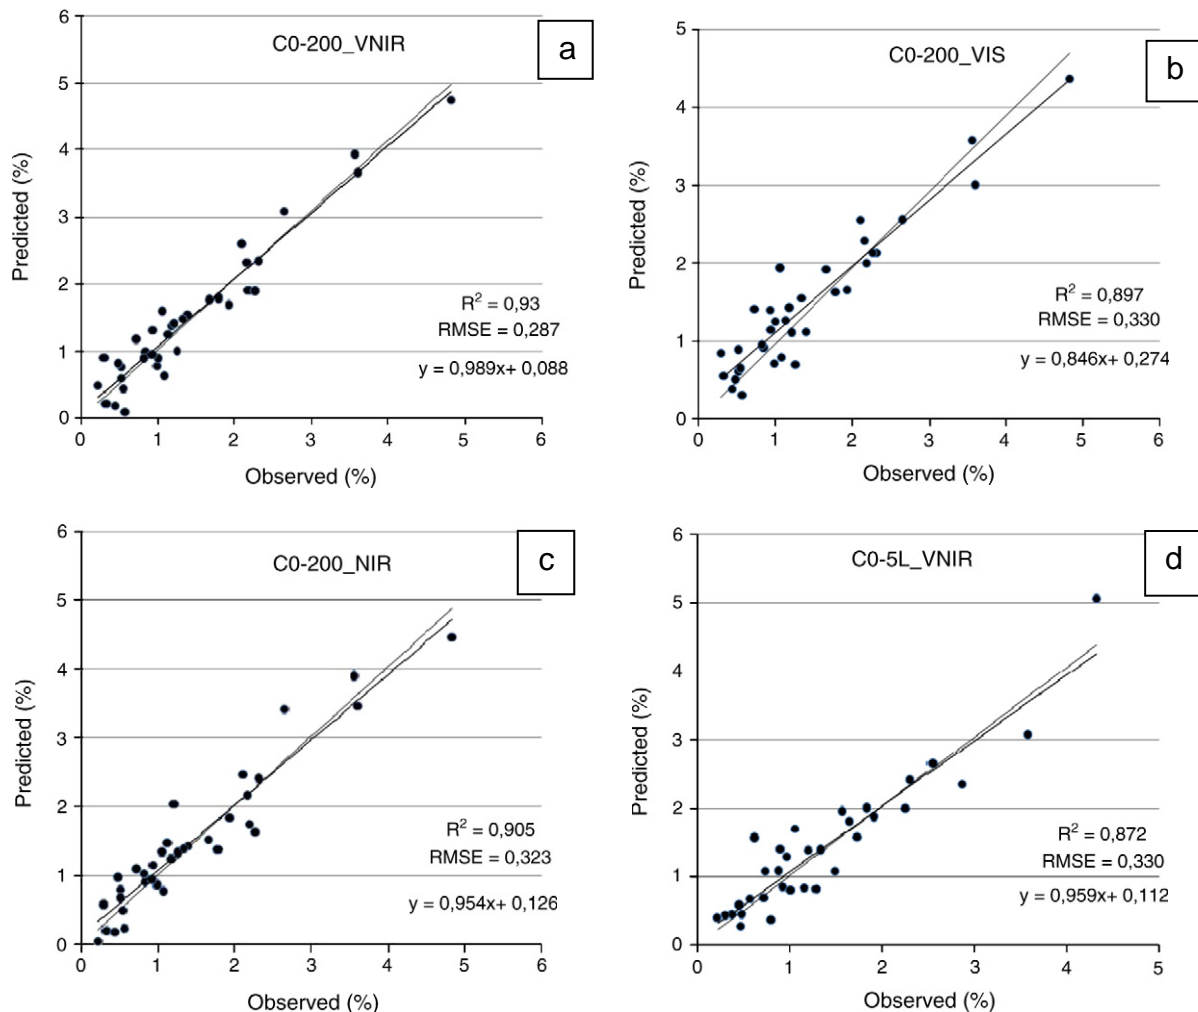 C0-200_VNIR
a
6
5
4
3
2
1
0
Predicted (%)
R² = 0,93
RMSE = 0,287
y = 0,989x+ 0,088
0 1 2 3 4 5 6
Observed (%)
C0-200_VIS
b
5
4
3
2
1
0
Predicted (%)
R² = 0,897
RMSE = 0,330
y = 0,846x+ 0,274
0 1 2 3 4 5 6
Observed (%)
C0-200_NIR
c
6
5
4
3
2
1
0
Predicted (%)
R² = 0,905
RMSE = 0,323
y = 0,954x+ 0,126
0 1 2 3 4 5 6
Observed (%)
C0-5L_VNIR
d
6
5
4
3
2
1
0
Predicted (%)
R² = 0,872
RMSE = 0,330
y = 0,959x+ 0,112
0 1 2 3 4 5
Observed (%)